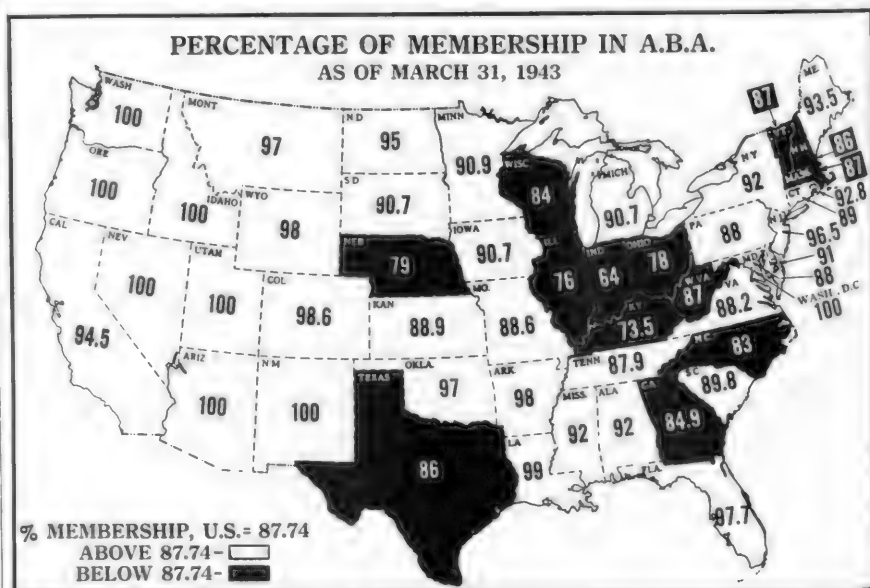 PERCENTAGE OF MEMBERSHIP IN A.B.A.
AS OF MARCH 31, 1943
WASH
100
MONT
97
N.D
95
MINN
90.9
WISC.
84
MICH
90.7
ME
93.5
87
N.H.
86
MASS
87
N Y
92
CT
92.8
89
ORE
100
IDAHO
100
WYO
98
S D
90.7
IOWA
90.7
PA
88
N.J.
96.5
91
MD
88
WASH. D.C
100
CAL
94.5
NEV
100
UTAH
100
COL
98.6
NEB
79
KAN
88.9
MO.
88.6
ILL
76
IND
64
OHIO
78
W.VA
87
VA
88.2
KY
73.5
N.C.
83
TENN
87.9
S C
89.8
ARIZ
100
N M
100
OKLA.
97
ARK
98
TEXAS
86
LA
99
MISS.
92
ALA
92
GA
84.9
FLA.
97.7
% MEMBERSHIP, U.S.= 87.74
ABOVE 87.74-
BELOW 87.74-